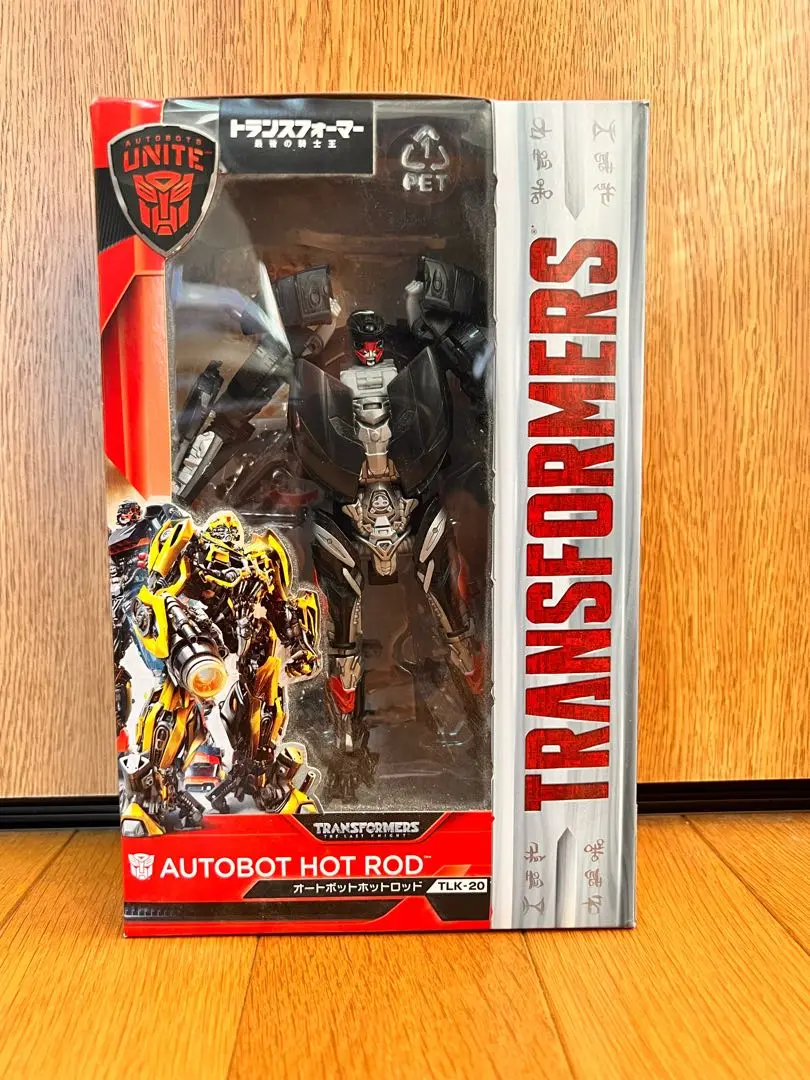 AUTOBOTS
UNITE
トランスフォーマー
最後の騎士王
PET
TRANSFORMERS
TRANSFORMERS
THE LAST KNIGHT
AUTOBOT HOT ROD™
オートボットホットロッド
TLK-20